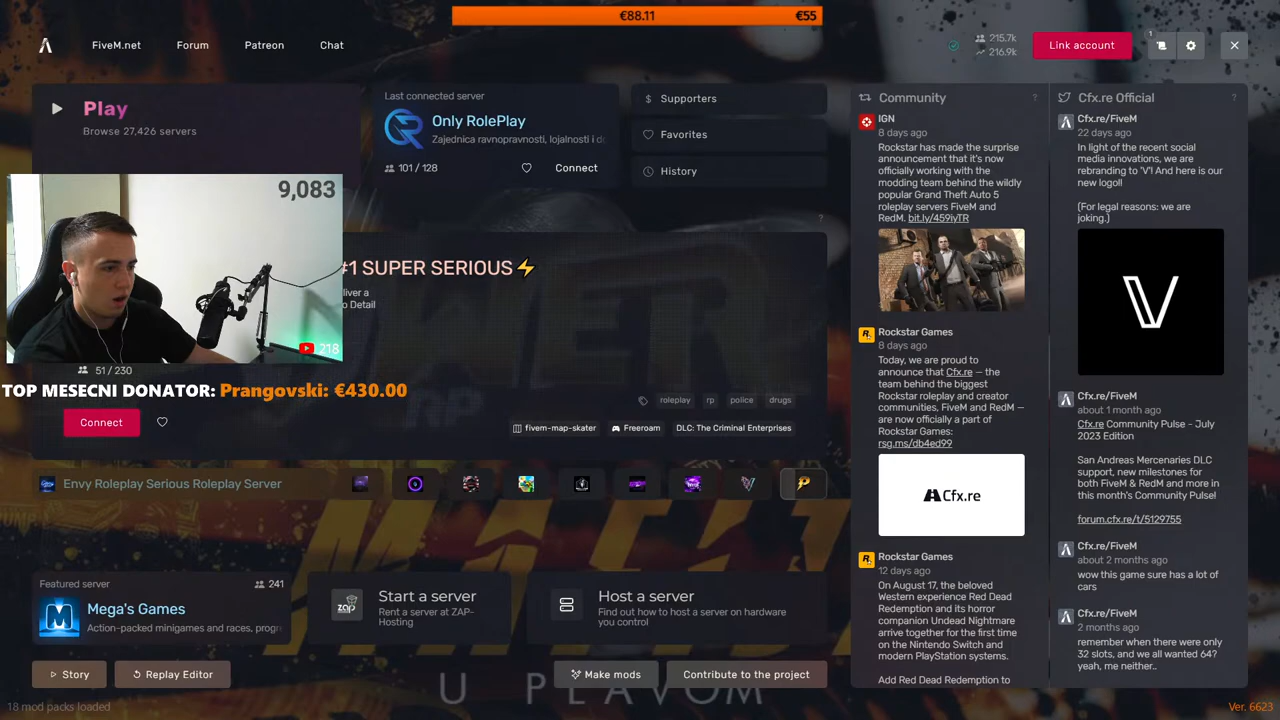 €88.11
€55
FiveM.net
Forum
Patreon
Chat
215.7k
216.9k
Link account
1
Play
Browse 27,426 servers
Last connected server
Only RolePlay
Zajednica ravnopravnosti, lojalnosti i di
101 / 128
Connect
$ Supporters
Favorites
History
?
9,083
218
#1 SUPER SERIOUS⚡
liver a
o Detail
51 / 230
TOP MESECNI DONATOR: Prangovski: €430.00
Connect
roleplay
rp
police
drugs
fivem-map-skater
Freeroam
DLC: The Criminal Enterprises
Envy Roleplay Serious Roleplay Server
Featured server
241
Mega's Games
Action-packed minigames and races, progr
Start a server
Rent a server at ZAP-
Hosting
Host a server
Find out how to host a server on hardware
you control
Story
Replay Editor
Make mods
Contribute to the project
U PLAVOM
18 mod packs loaded
Community
?
IGN
8 days ago
Rockstar has made the surprise
announcement that it's now
officially working with the
modding team behind the wildly
popular Grand Theft Auto 5
roleplay servers FiveM and
RedM. bit.ly/459iyTR
Rockstar Games
8 days ago
Today, we are proud to
announce that Cfx.re — the
team behind the biggest
Rockstar roleplay and creator
communities, FiveM and RedM —
are now officially a part of
Rockstar Games:
rsg.ms/db4ed99
Cfx.re
Rockstar Games
12 days ago
On August 17, the beloved
Western experience Red Dead
Redemption and its horror
companion Undead Nightmare
arrive together for the first time
on the Nintendo Switch and
modern PlayStation systems.
Add Red Dead Redemption to
Cfx.re Official
?
Cfx.re/FiveM
22 days ago
In light of the recent social
media innovations, we are
rebranding to 'V'! And here is our
new logo!!
(For legal reasons: we are
joking.)
V
Cfx.re/FiveM
about 1 month ago
Cfx.re Community Pulse - July
2023 Edition
San Andreas Mercenaries DLC
support, new milestones for
both FiveM & RedM and more in
this month's Community Pulse!
forum.cfx.re/t/5129755
Cfx.re/FiveM
about 2 months ago
wow this game sure has a lot of
cars
Cfx.re/FiveM
2 months ago
remember when there were only
32 slots, and we all wanted 64?
yeah, me neither..
Ver. 6623